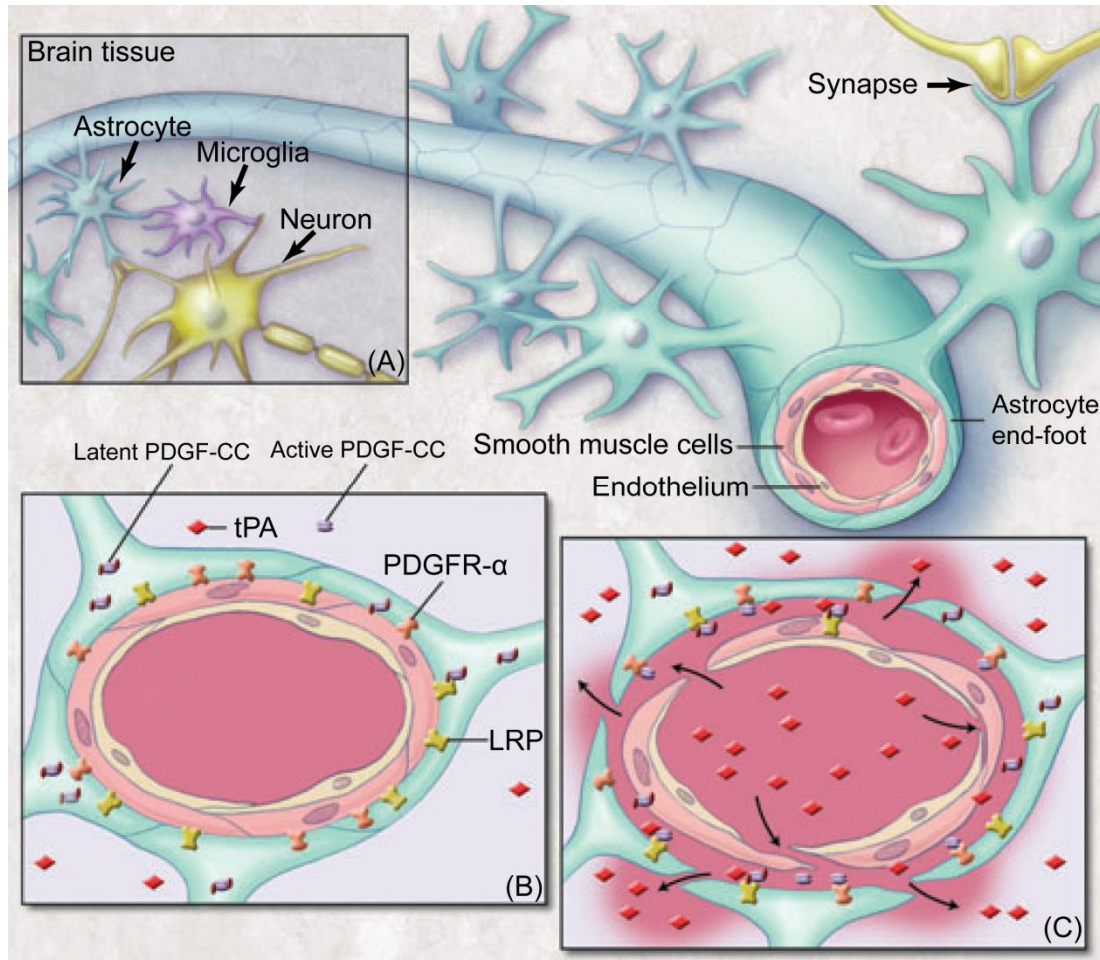 Brain tissue
Astrocyte
Microglia
Neuron
(A)
Synapse
Astrocyte
end-foot
Smooth muscle cells
Endothelium
Latent PDGF-CC
Active PDGF-CC
tPA
PDGFR-α
LRP
(B)
(C)